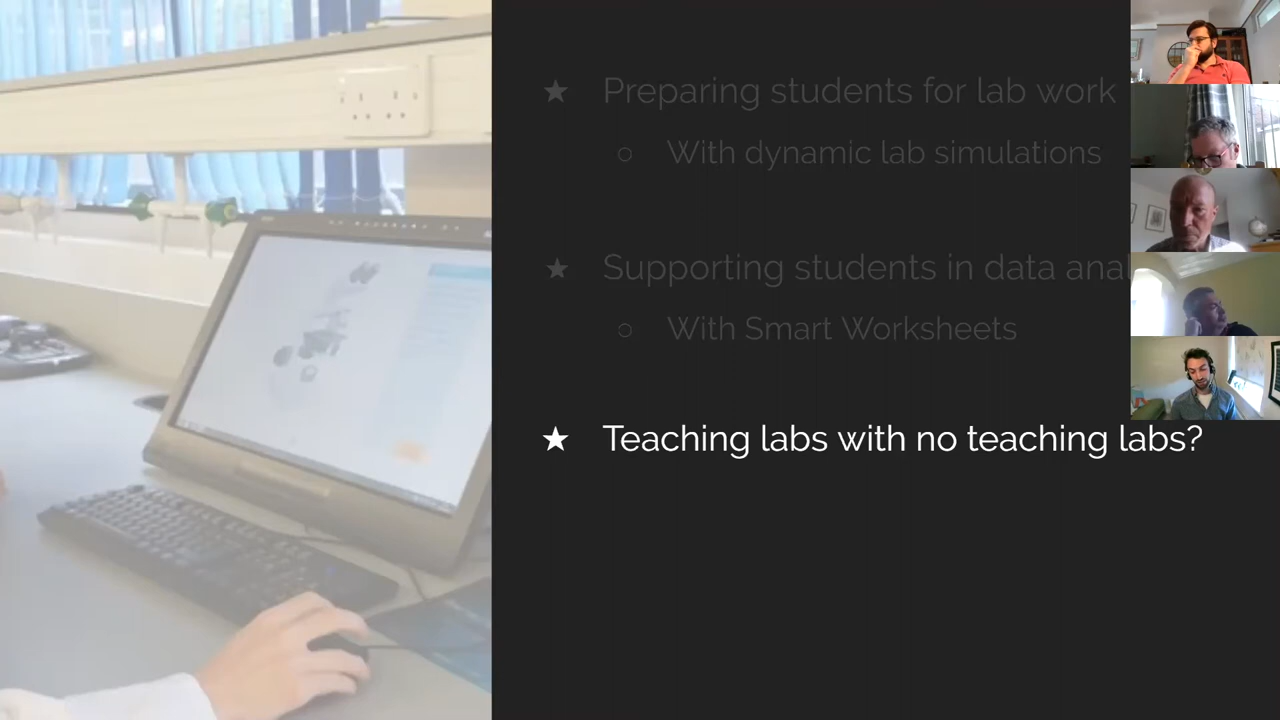 ★ Preparing students for lab work
○ With dynamic lab simulations
★ Supporting students in data anal
○ With Smart Worksheets
★ Teaching labs with no teaching labs?